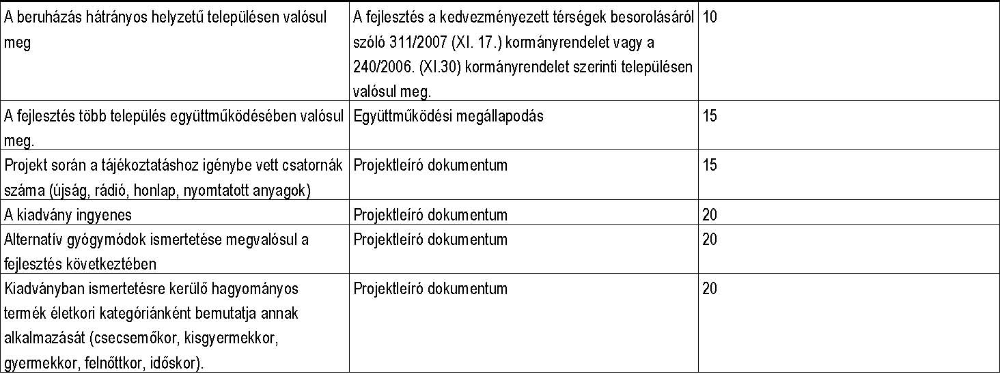 A beruházás hátrányos helyzetű településen valósul
meg
A fejlesztés a kedvezményezett térségek besorolásáról
szóló 311/2007 (XI. 17.) kormányrendelet vagy a
240/2006. (XI.30) kormányrendelet szerinti településen
valósul meg.
10
A fejlesztés több település együttműködésében valósul
meg.
Együttműködési megállapodás
15
Projekt során a tájékoztatáshoz igénybe vett csatornák
száma (újság, rádió, honlap, nyomtatott anyagok)
Projektleíró dokumentum
15
A kiadvány ingyenes
Projektleíró dokumentum
20
Alternatív gyógymódok ismertetése megvalósul a
fejlesztés következtében
Projektleíró dokumentum
20
Kiadványban ismertetésre kerülő hagyományos
termék életkori kategóriánként bemutatja annak
alkalmazását (csecsemőkor, kisgyermekkor,
gyermekkor, felnőttkor, időskor).
Projektleíró dokumentum
20